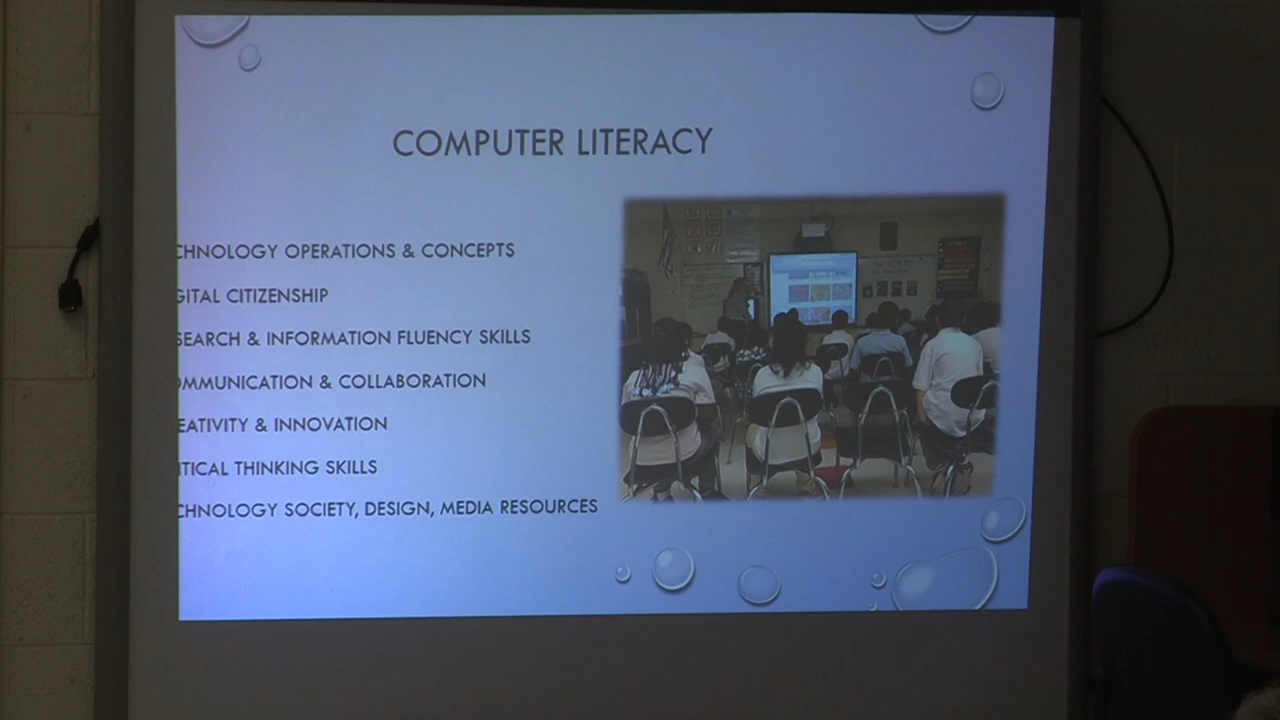 COMPUTER LITERACY
CHNOLOGY OPERATIONS & CONCEPTS
GITAL CITIZENSHIP
SEARCH & INFORMATION FLUENCY SKILLS
OMMUNICATION & COLLABORATION
EATIVITY & INNOVATION
ITICAL THINKING SKILLS
CHNOLOGY SOCIETY, DESIGN, MEDIA RESOURCES